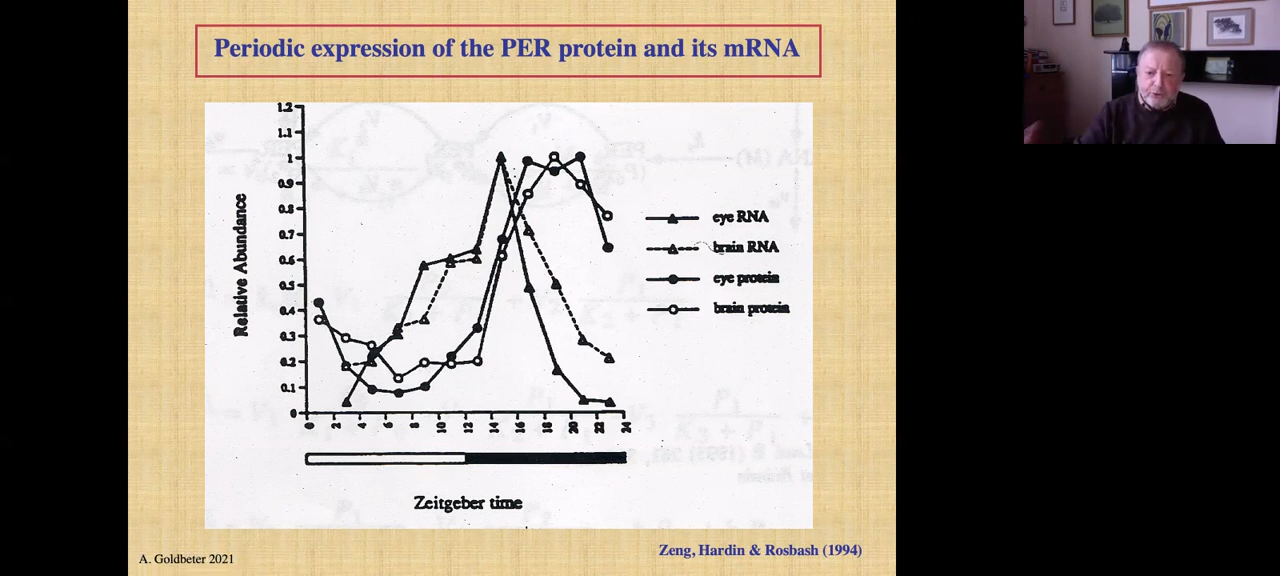 Periodic expression of the PER protein and its mRNA
1.2
1.1
1
0.9
0.8
0.7
0.6
0.5
0.4
0.3
0.2
0.1
0
Relative Abundance
eye RNA
brain RNA
eye protein
brain protein
0 2 4 6 8 10 12 14 16 18 20 22 24
Zeitgeber time
Zeng, Hardin & Rosbash (1994)
A. Goldbeter 2021